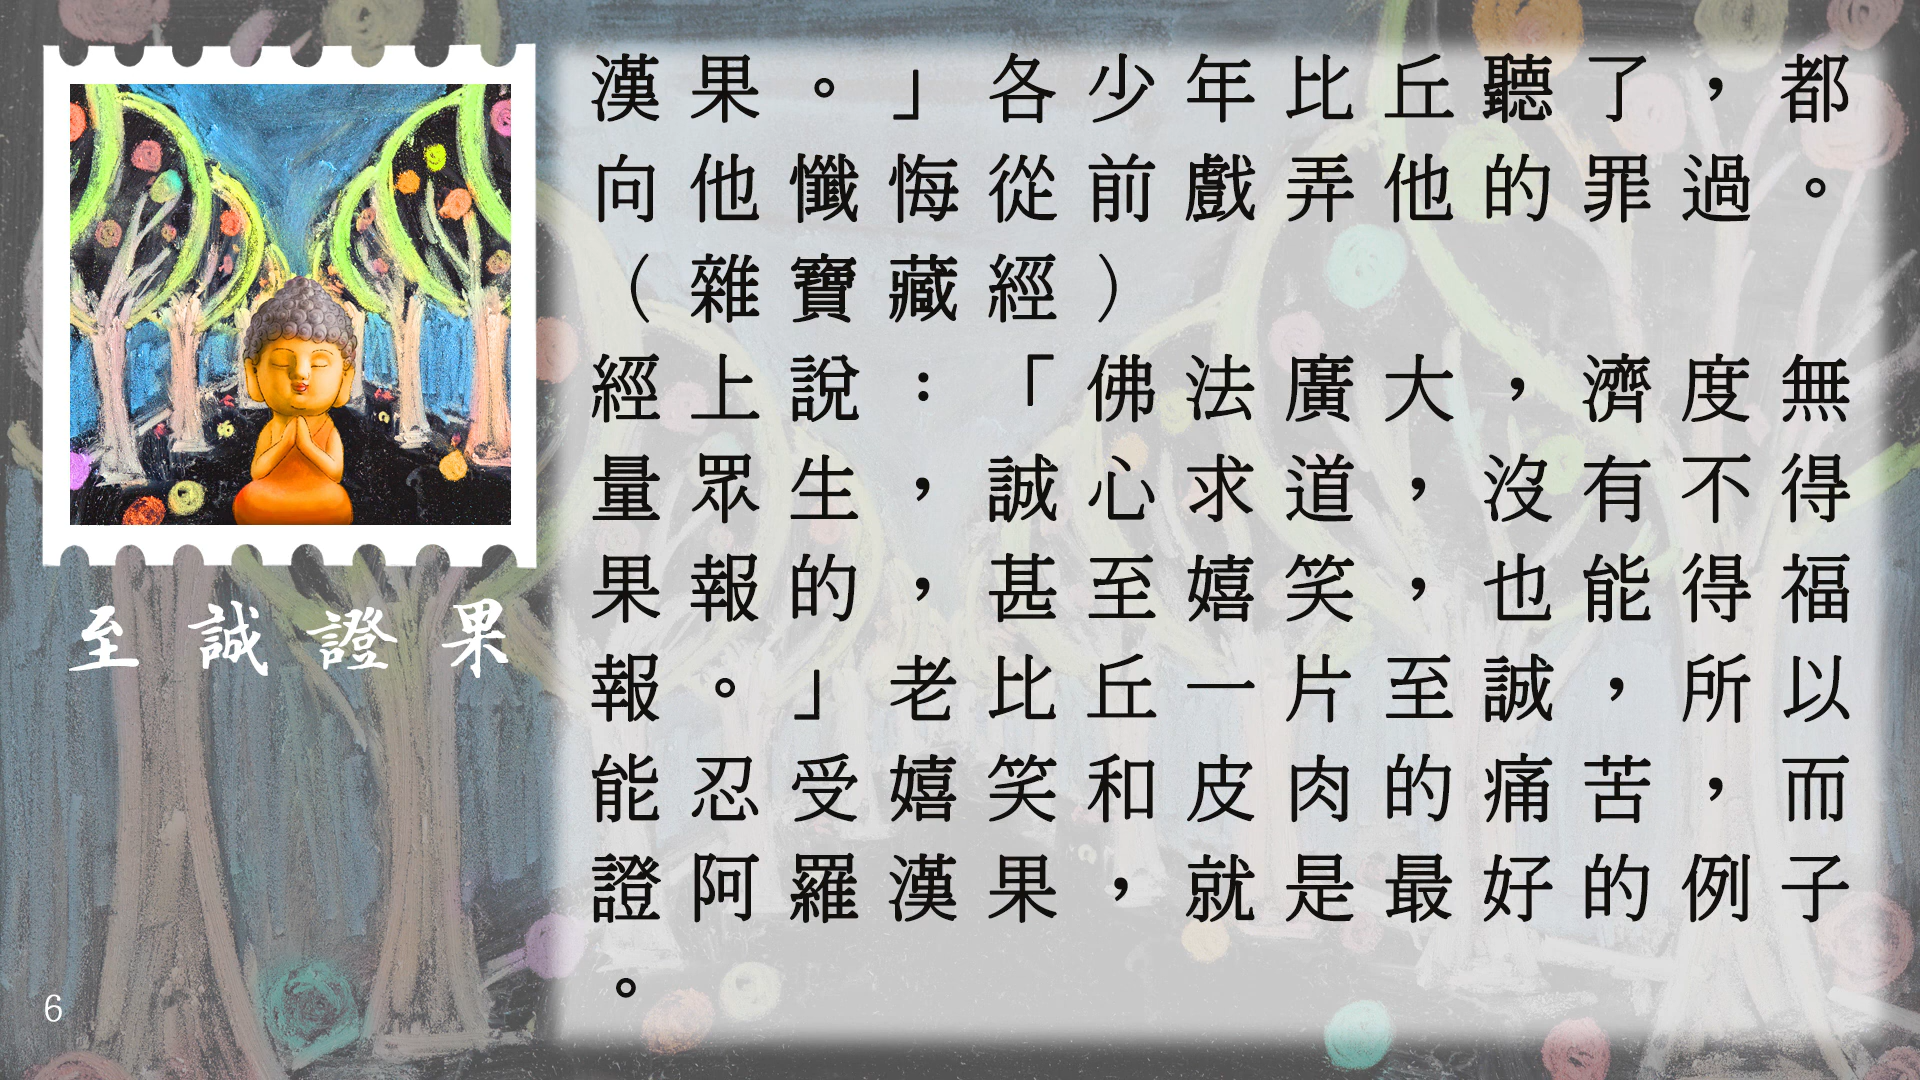 漢果。」各少年比丘聽了，都
向他懺悔從前戲弄他的罪過。
（雜寶藏經）
經上說：「佛法廣大，濟度無
量眾生，誠心求道，沒有不得
果報的，甚至嬉笑，也能得福
報。」老比丘一片至誠，所以
能忍受嬉笑和皮肉的痛苦，而
證阿羅漢果，就是最好的例子
。
至誠證果
6